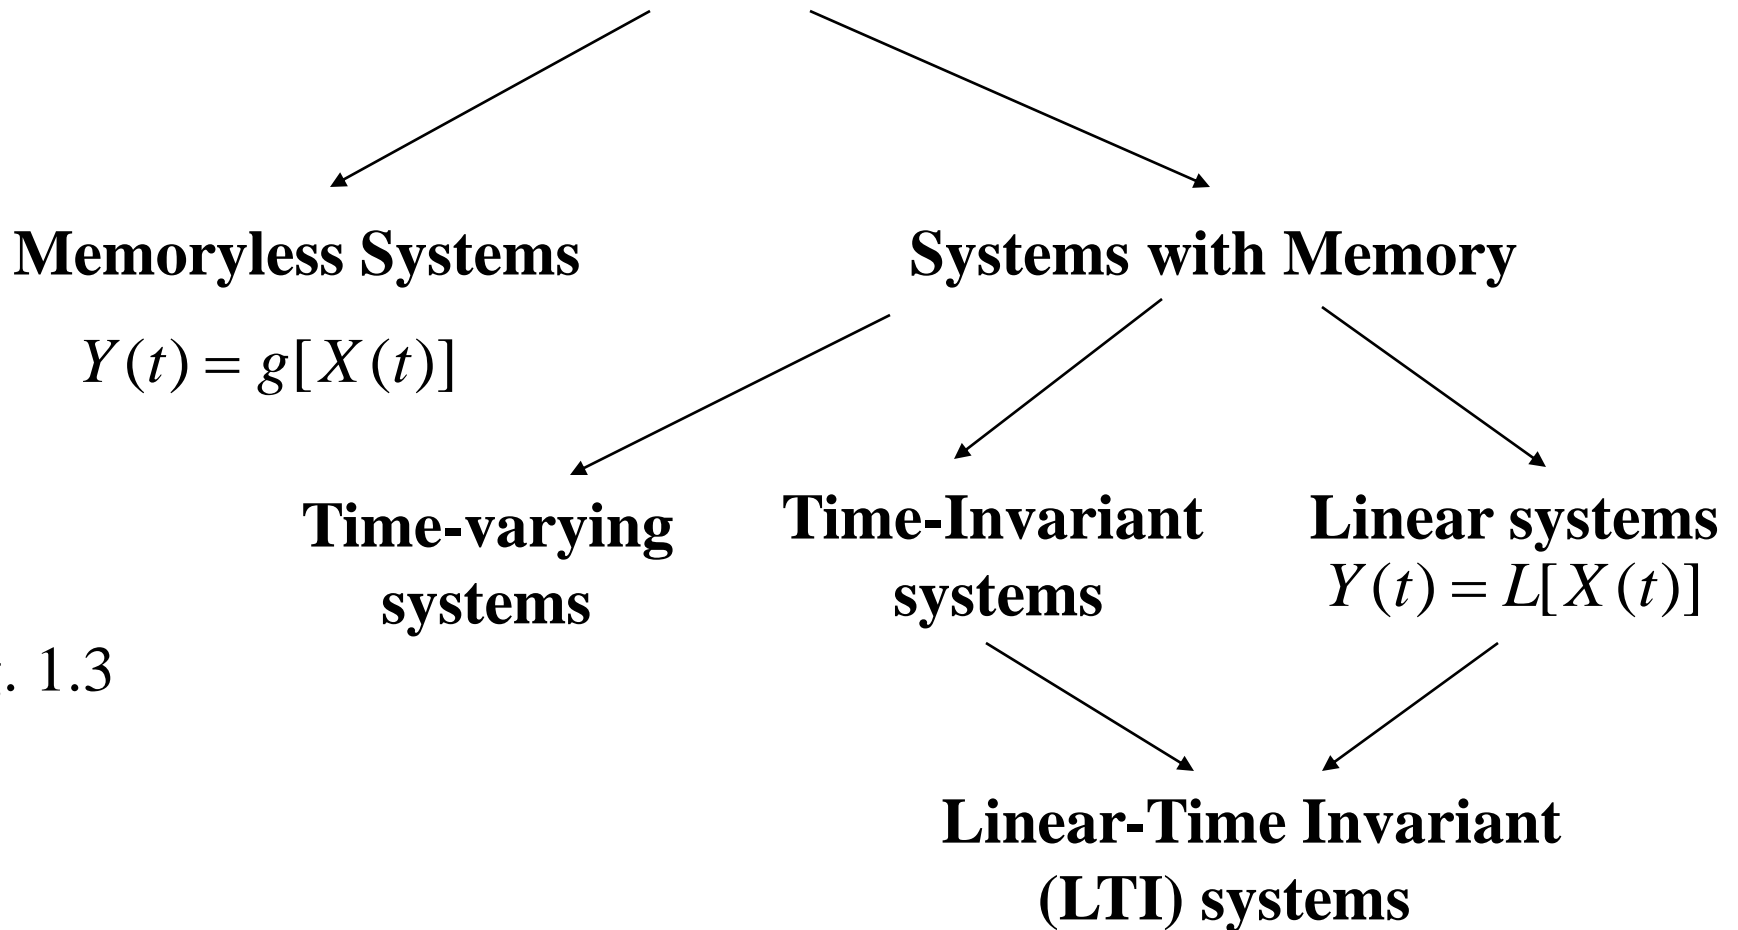 Memoryless Systems
Systems with Memory
Y(t) = g[X(t)]
Time-varying
systems
Time-Invariant
systems
Linear systems
Y(t) = L[X(t)]
. 1.3
Linear-Time Invariant
(LTI) systems